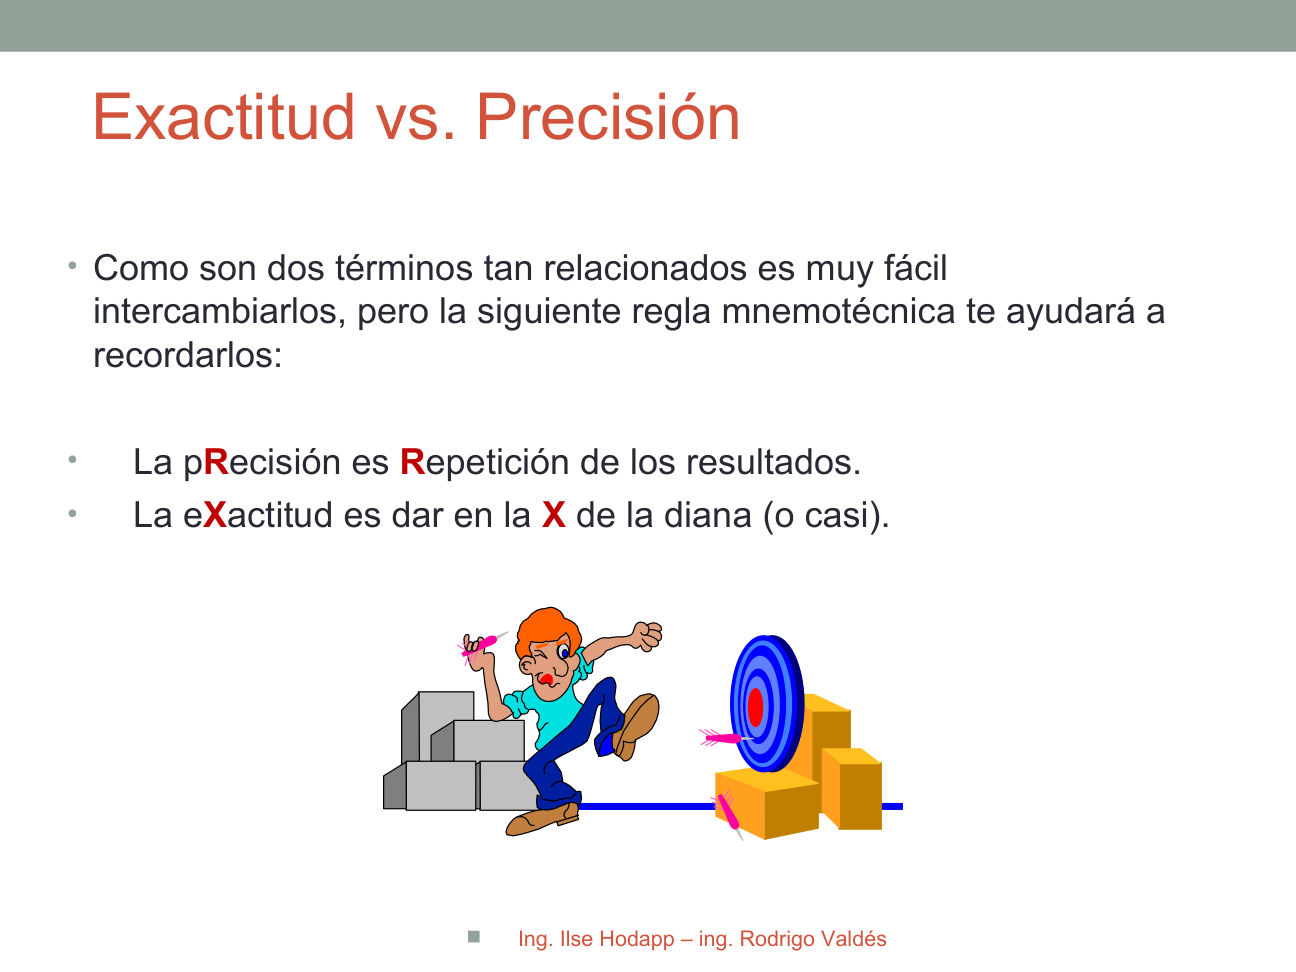 Exactitud vs. Precisión
• Como son dos términos tan relacionados es muy fácil
intercambiarlos, pero la siguiente regla mnemotécnica te ayudará a
recordarlos:
• La pRecisión es Repetición de los resultados.
• La eXactitud es dar en la X de la diana (o casi).
■ Ing. Ilse Hodapp – ing. Rodrigo Valdés